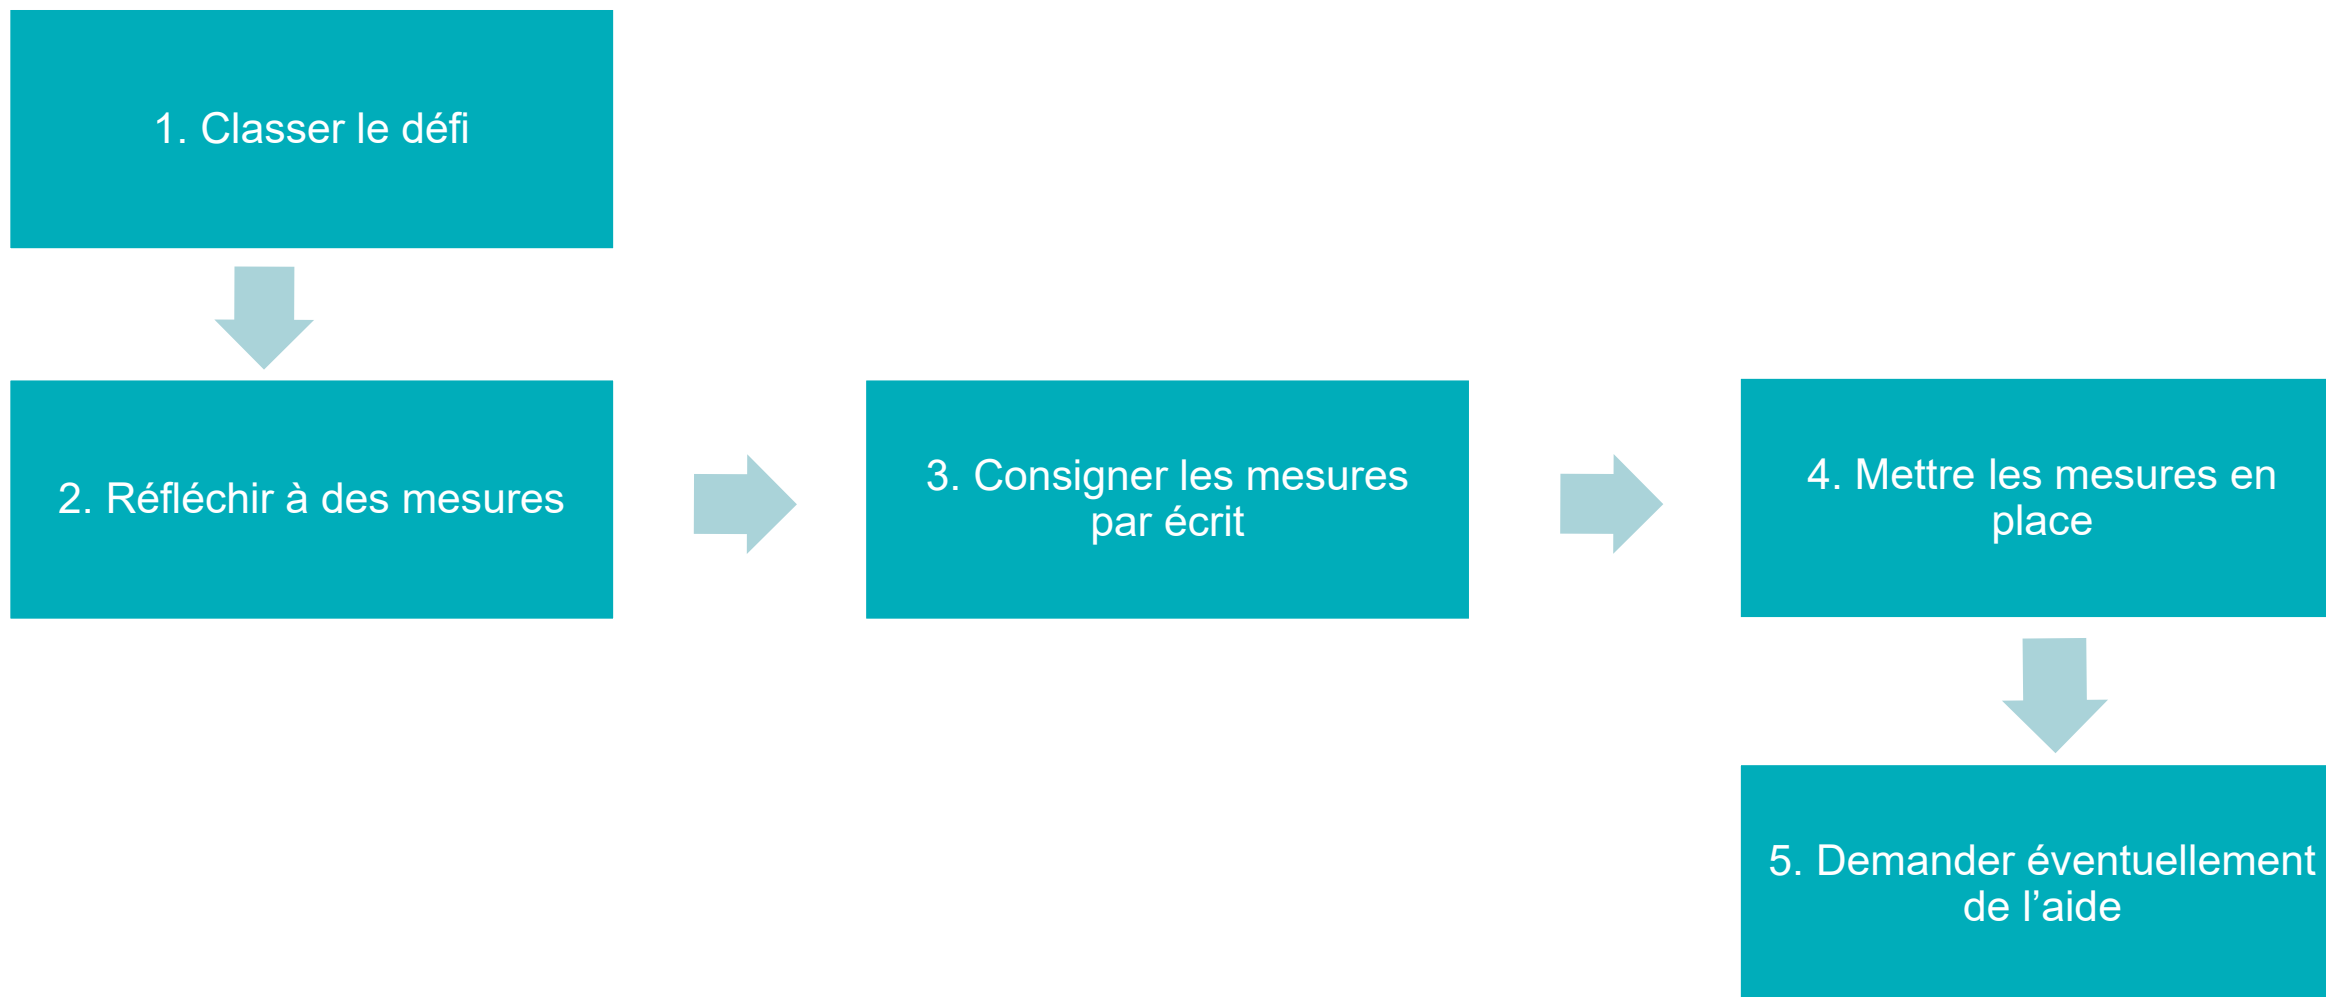 1. Classer le défi
2. Réfléchir à des mesures
3. Consigner les mesures
par écrit
4. Mettre les mesures en
place
5. Demander éventuellement
de l’aide